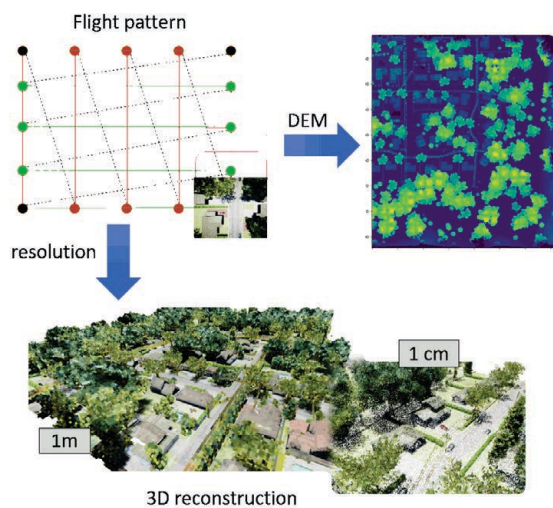 Flight pattern
DEM
resolution
1 cm
1m
3D reconstruction